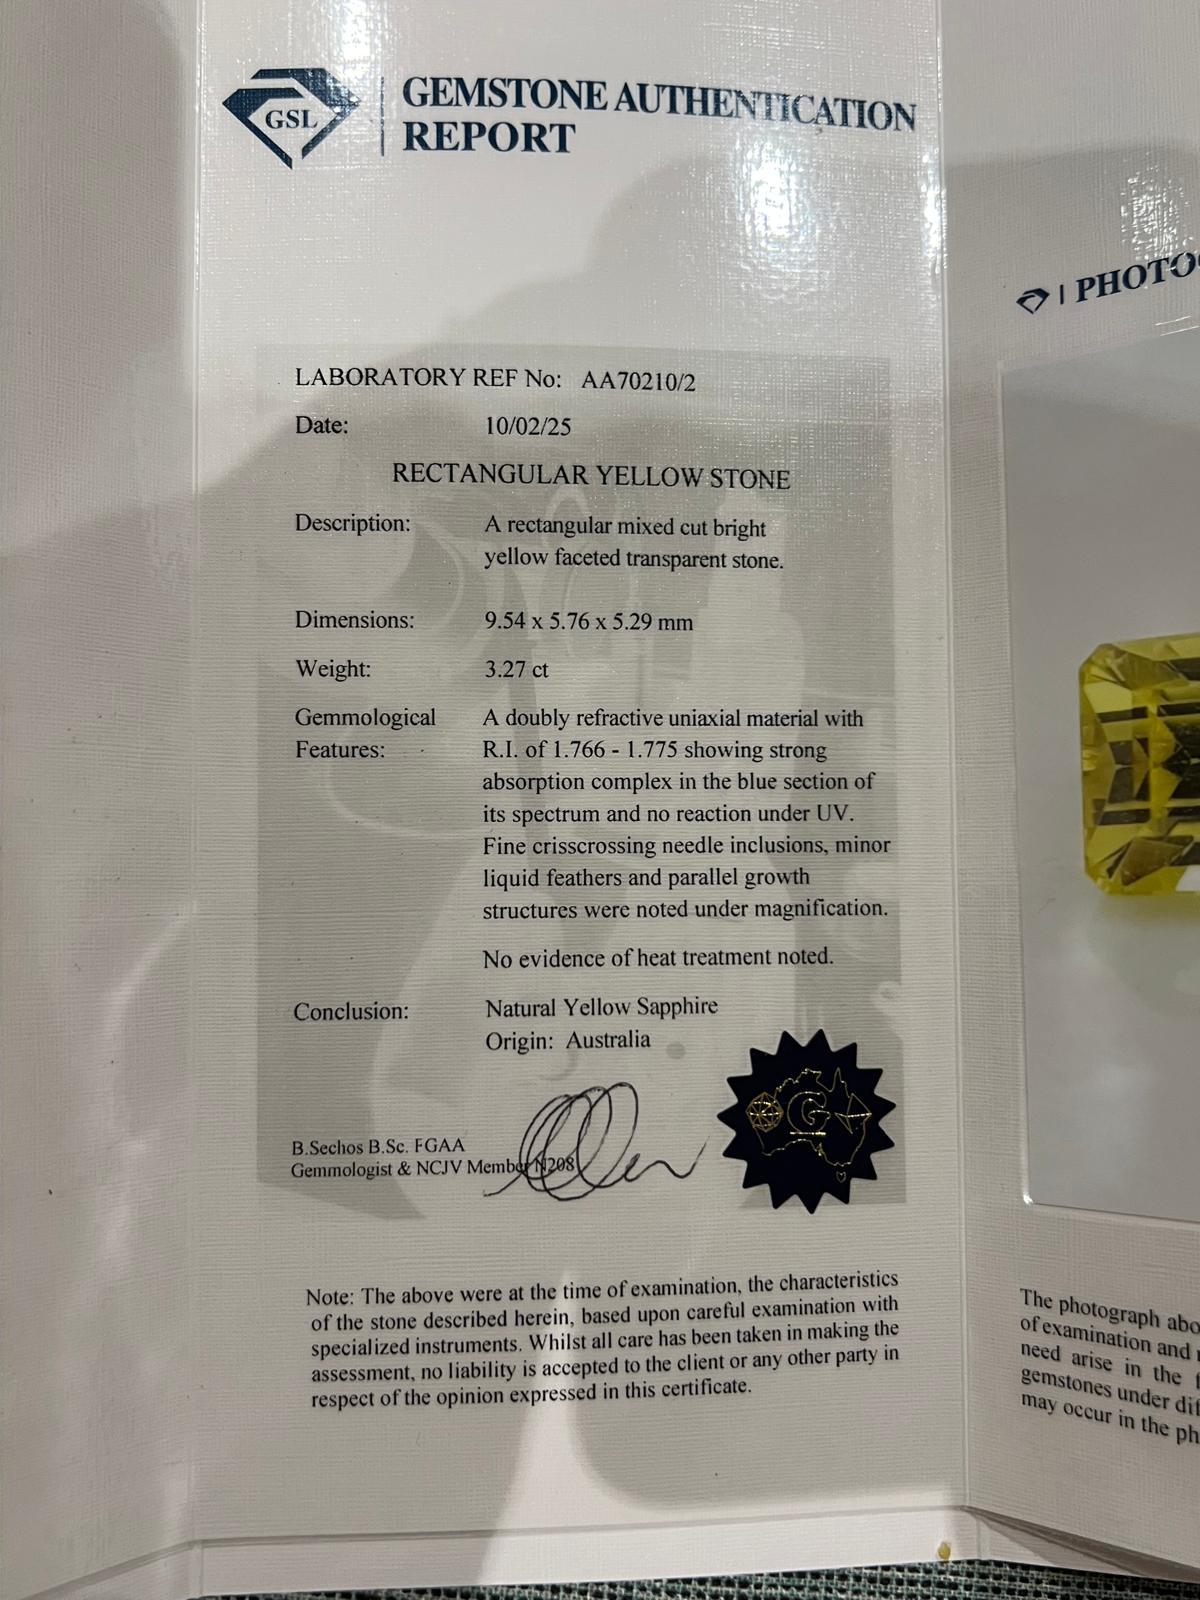 GSL
GEMSTONE AUTHENTICATION
REPORT
LABORATORY REF No: AA70210/2
Date: 10/02/25
RECTANGULAR YELLOW STONE
Description: A rectangular mixed cut bright
yellow faceted transparent stone.
Dimensions: 9.54 x 5.76 x 5.29 mm
Weight: 3.27 ct
Gemmological A doubly refractive uniaxial material with
Features: R.I. of 1.766 - 1.775 showing strong
absorption complex in the blue section of
its spectrum and no reaction under UV.
Fine crisscrossing needle inclusions, minor
liquid feathers and parallel growth
structures were noted under magnification.
No evidence of heat treatment noted.
Conclusion: Natural Yellow Sapphire
Origin: Australia
B.Sechos B.Sc. FGAA
Gemmologist & NCJV Member N208
G
Note: The above were at the time of examination, the characteristics
of the stone described herein, based upon careful examination with
specialized instruments. Whilst all care has been taken in making the
assessment, no liability is accepted to the client or any other party in
respect of the opinion expressed in this certificate.
PHOTO
The photograph abo
of examination and
need arise in the
gemstones under dif
may occur in the ph